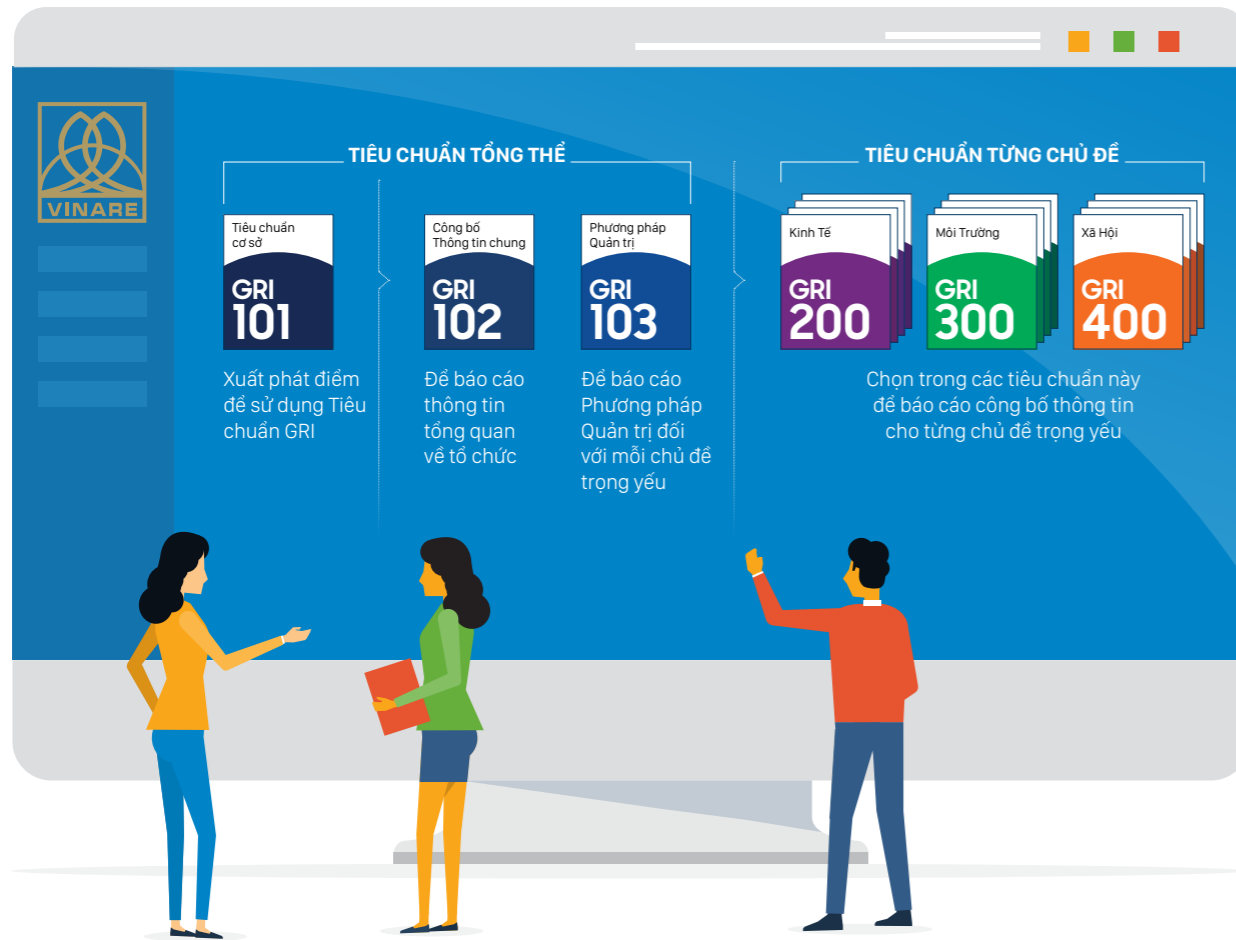 VINARE
TIÊU CHUẨN TỔNG THỂ
Tiêu chuẩn
cơ sở
GRI
101
Xuất phát điểm
để sử dụng Tiêu
chuẩn GRI
Công bố
Thông tin chung
GRI
102
Để báo cáo
thông tin
tổng quan
về tổ chức
Phương pháp
Quản trị
GRI
103
Để báo cáo
Phương pháp
Quản trị đối
với mỗi chủ đề
trọng yếu
TIÊU CHUẨN TỪNG CHỦ ĐỀ
Kinh Tế
GRI
200
Môi Trường
GRI
300
Xã Hội
GRI
400
Chọn trong các tiêu chuẩn này
để báo cáo công bố thông tin
cho từng chủ đề trọng yếu